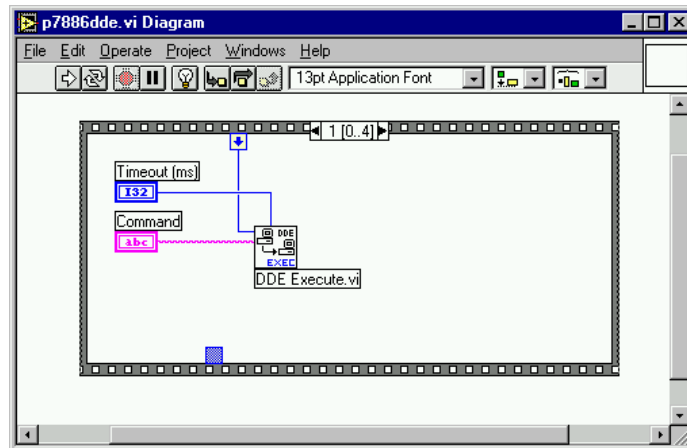 p7886dde.vi Diagram
File Edit Operate Project Windows Help
13pt Application Font
1 [0..4]
Timeout (ms)
I32
Command
abc
DDE
EXEC
DDE Execute.vi